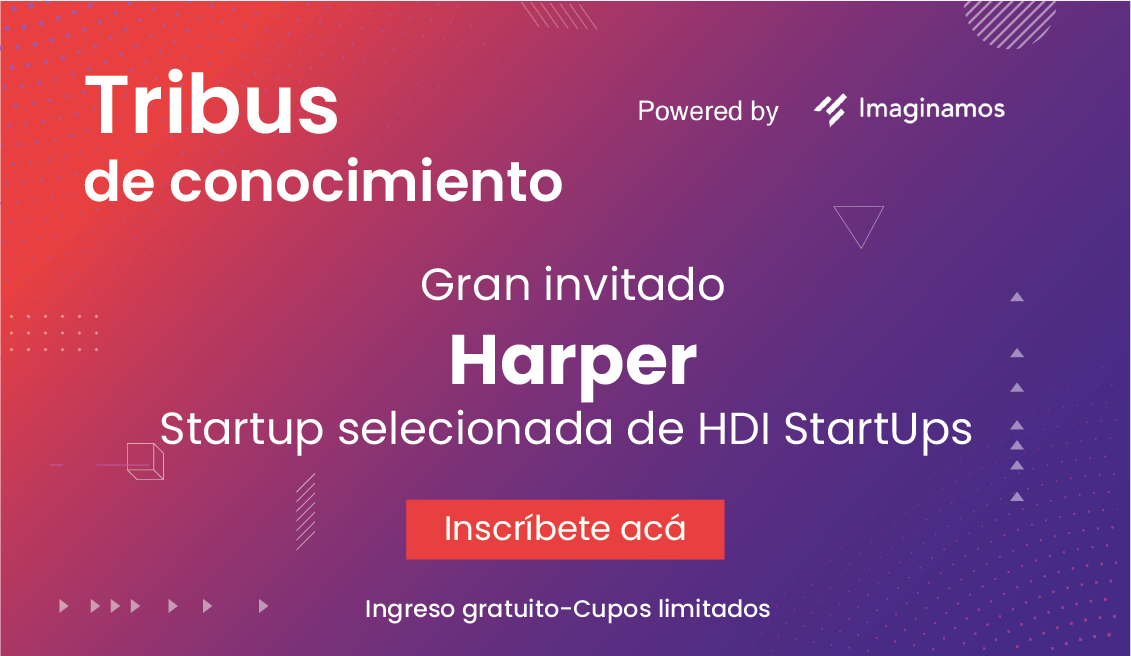 Tribus
de conocimiento
Powered by Imaginamos
Gran invitado
Harper
Startup selecionada de HDI StartUps
Inscríbete acá
Ingreso gratuito-Cupos limitados